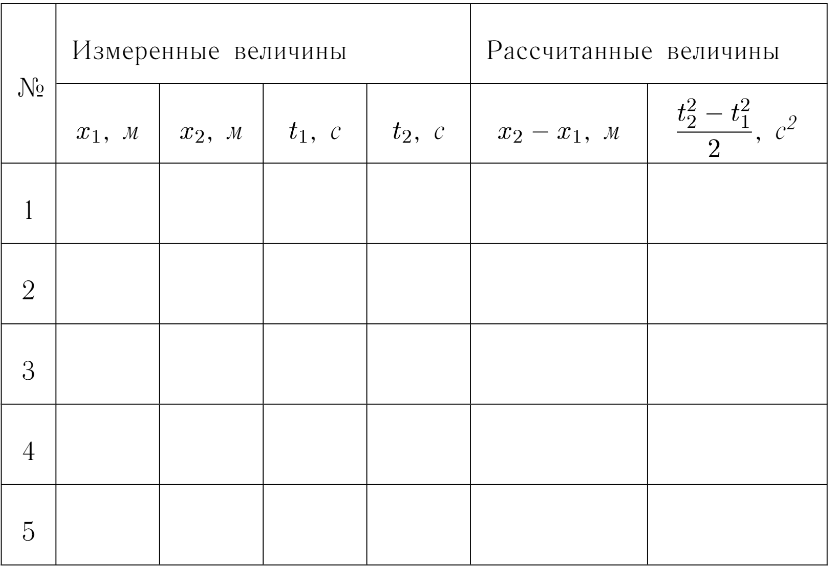 № Измеренные величины Рассчитанные величины
x₁, м x₂, м t₁, с t₂, с x₂ − x₁, м (t₂² − t₁²)/2, с²
1
2
3
4
5